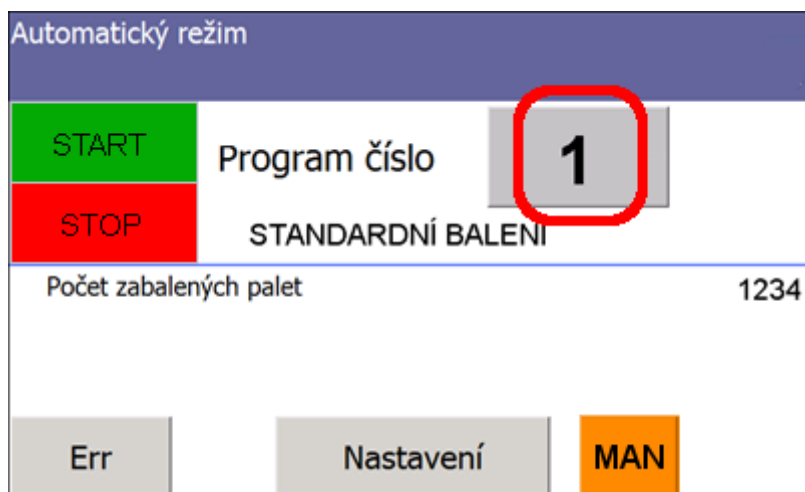 Automatický režim
START
Program číslo
1
STOP
STANDARDNÍ BALENÍ
Počet zabalených palet
1234
Err
Nastavení
MAN